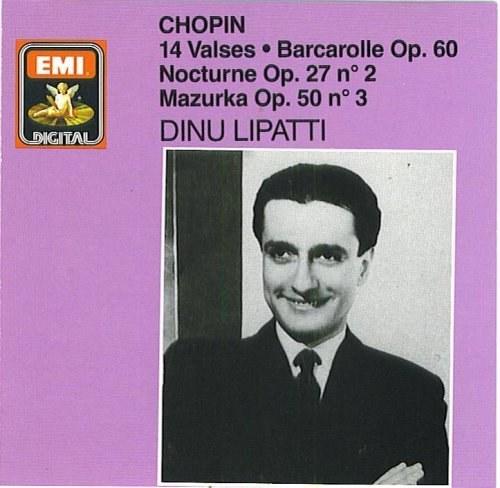 CHOPIN
14 Valses • Barcarolle Op. 60
Nocturne Op. 27 n° 2
Mazurka Op. 50 n° 3
DINU LIPATTI
EMI
DIGITAL